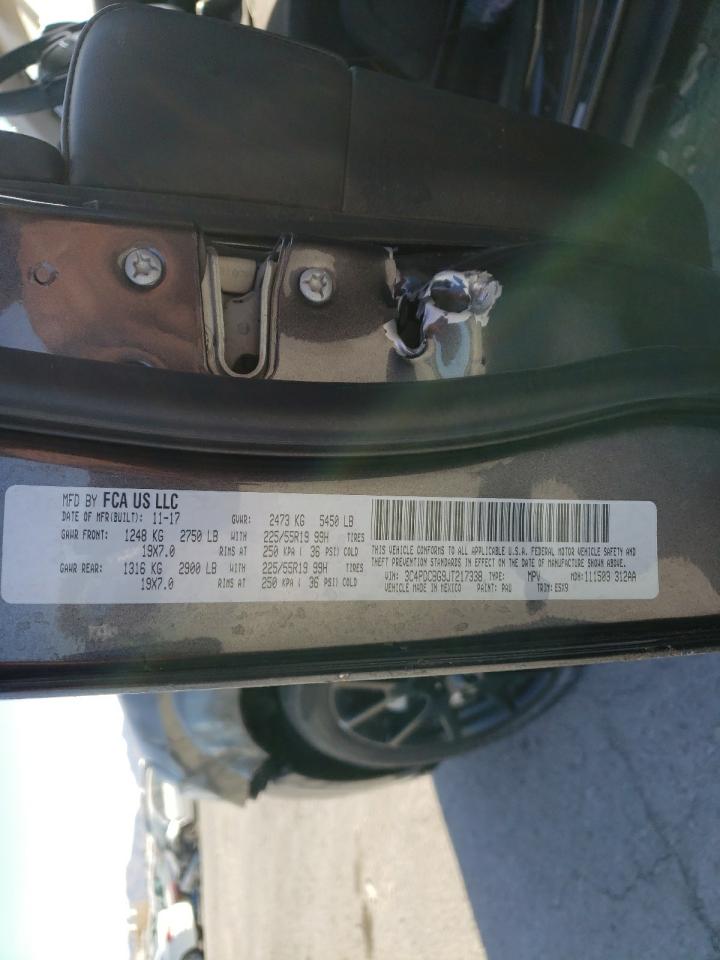 MFD BY FCA US LLC
DATE OF MFR(BUILT): 11-17 GVWR: 2473 KG 5450 LB
GAWR FRONT: 1248 KG 2750 LB WITH 225/55R19 99H TIRES
19X7.0 RIMS AT 250 KPA ( 36 PSI) COLD
GAWR REAR: 1316 KG 2900 LB WITH 225/55R19 99H TIRES
19X7.0 RIMS AT 250 KPA ( 36 PSI) COLD
THIS VEHICLE CONFORMS TO ALL APPLICABLE U.S.A. FEDERAL MOTOR VEHICLE SAFETY AND
THEFT PREVENTION STANDARDS IN EFFECT ON THE DATE OF MANUFACTURE SHOWN ABOVE.
VIN: 3C4PDCBG9JT217338 TYPE: MPV MDH: 111503 312AA
VEHICLE MADE IN MEXICO PAINT: PAU TRIM: E5X9